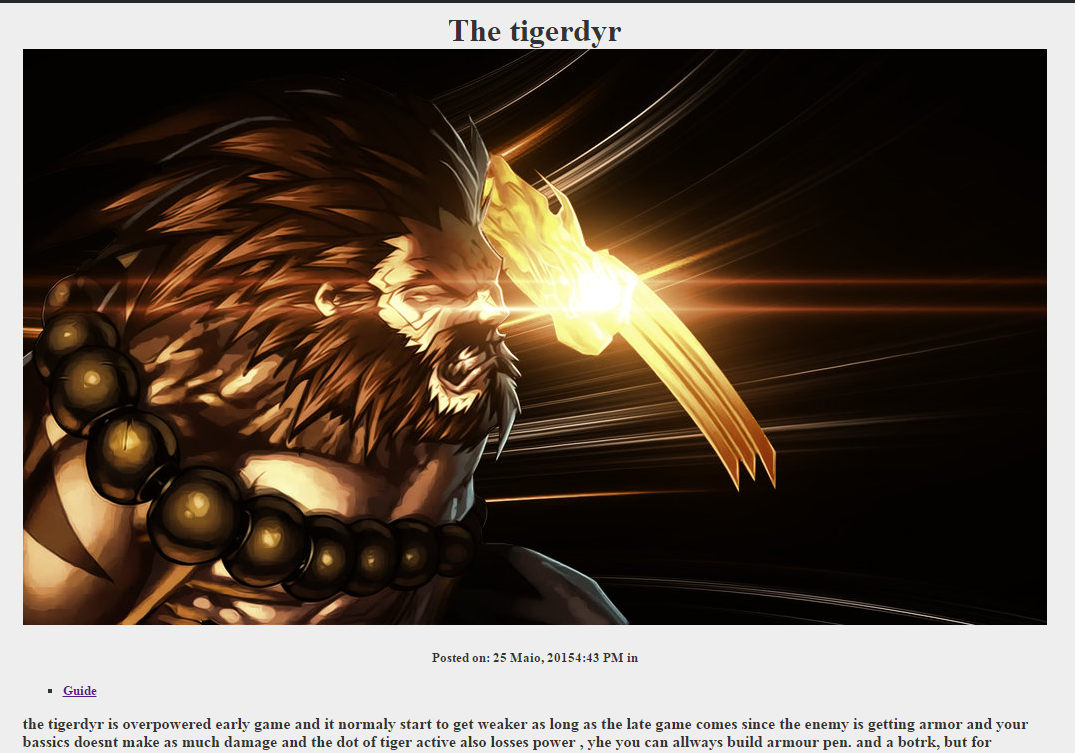 The tigerdyr
Posted on: 25 Maio, 20154:43 PM in
Guide
the tigerdyr is overpowered early game and it normaly start to get weaker as long as the late game comes since the enemy is getting armor and your
bassics doesnt make as much damage and the dot of tiger active also losses power , yhe you can allways build armour pen. and a botrk, but for